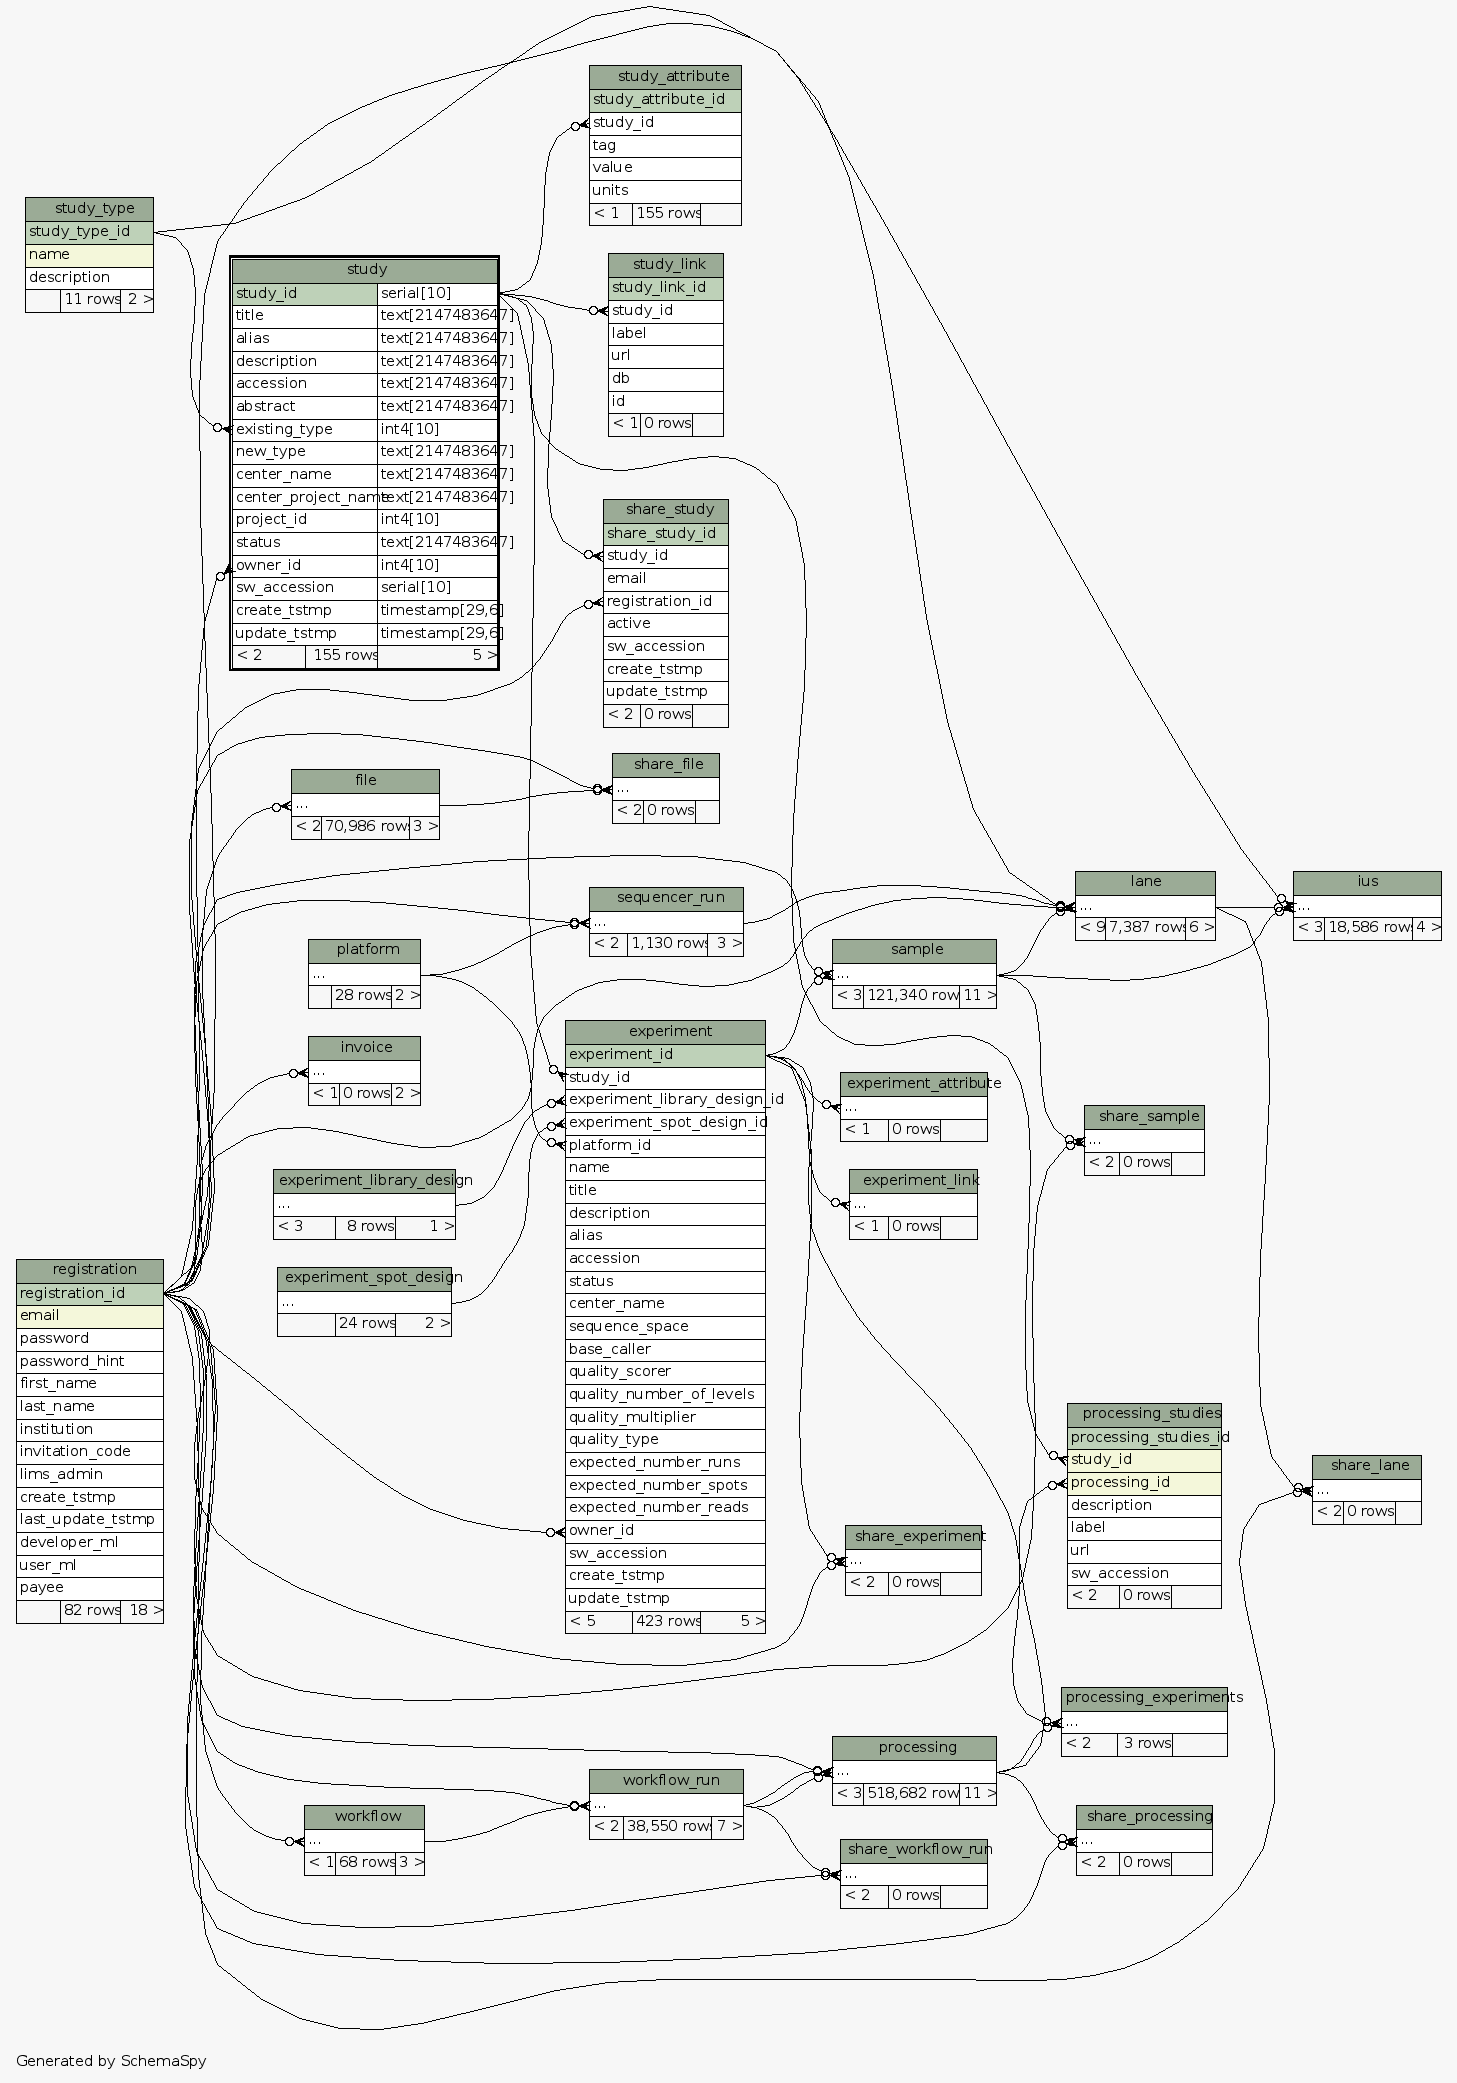 study_attribute
study_attribute_id
study_id
tag
value
units
< 1 155 rows
study_type
study_type_id
name
description
11 rows 2 >
study
study_id serial[10]
title text[2147483647]
alias text[2147483647]
description text[2147483647]
accession text[2147483647]
abstract text[2147483647]
existing_type int4[10]
new_type text[2147483647]
center_name text[2147483647]
center_project_name text[2147483647]
project_id int4[10]
status text[2147483647]
owner_id int4[10]
sw_accession serial[10]
create_tstmp timestamp[29,6]
update_tstmp timestamp[29,6]
< 2 155 rows 5 >
study_link
study_link_id
study_id
label
url
db
id
< 1 0 rows
share_study
share_study_id
study_id
email
registration_id
active
sw_accession
create_tstmp
update_tstmp
< 2 0 rows
share_file
...
< 2 0 rows
file
...
< 2 70,986 rows 3 >
sequencer_run
...
< 2 1,130 rows 3 >
lane
...
< 9 7,387 rows 6 >
ius
...
< 3 18,586 rows 4 >
platform
...
28 rows 2 >
sample
...
< 3 121,340 row 11 >
invoice
...
< 1 0 rows 2 >
experiment
experiment_id
study_id
experiment_library_design_id
experiment_spot_design_id
platform_id
name
title
description
alias
accession
status
center_name
sequence_space
base_caller
quality_scorer
quality_number_of_levels
quality_multiplier
quality_type
expected_number_runs
expected_number_spots
expected_number_reads
owner_id
sw_accession
create_tstmp
update_tstmp
< 5 423 rows 5 >
experiment_attribute
...
< 1 0 rows
share_sample
...
< 2 0 rows
experiment_library_design
...
< 3 8 rows 1 >
experiment_link
...
< 1 0 rows
experiment_spot_design
...
24 rows 2 >
registration
registration_id
email
password
password_hint
first_name
last_name
institution
invitation_code
lims_admin
create_tstmp
last_update_tstmp
developer_ml
user_ml
payee
82 rows 18 >
processing_studies
processing_studies_id
study_id
processing_id
description
label
url
sw_accession
< 2 0 rows
share_lane
...
< 2 0 rows
share_experiment
...
< 2 0 rows
processing_experiments
...
< 2 3 rows
processing
...
< 3 518,682 row 11 >
workflow_run
...
< 2 38,550 rows 7 >
workflow
...
< 1 68 rows 3 >
share_processing
...
< 2 0 rows
share_workflow_run
...
< 2 0 rows
Generated by SchemaSpy